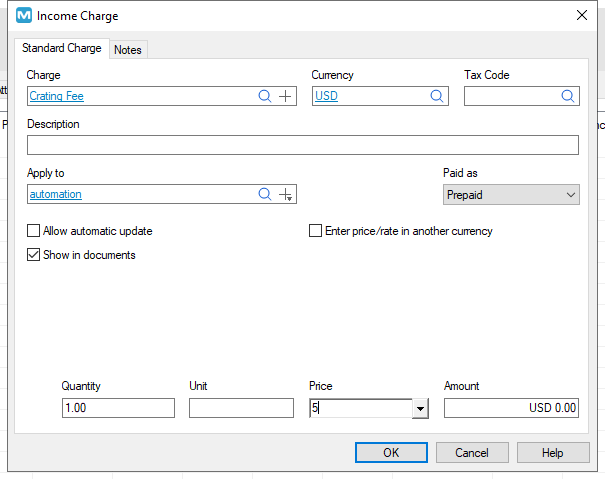 Income Charge
Standard Charge Notes
Charge Currency Tax Code
Crating Fee USD
Description
Apply to Paid as
automation Prepaid
Allow automatic update Enter price/rate in another currency
Show in documents
Quantity Unit Price Amount
1.00 5 USD 0.00
OK Cancel Help